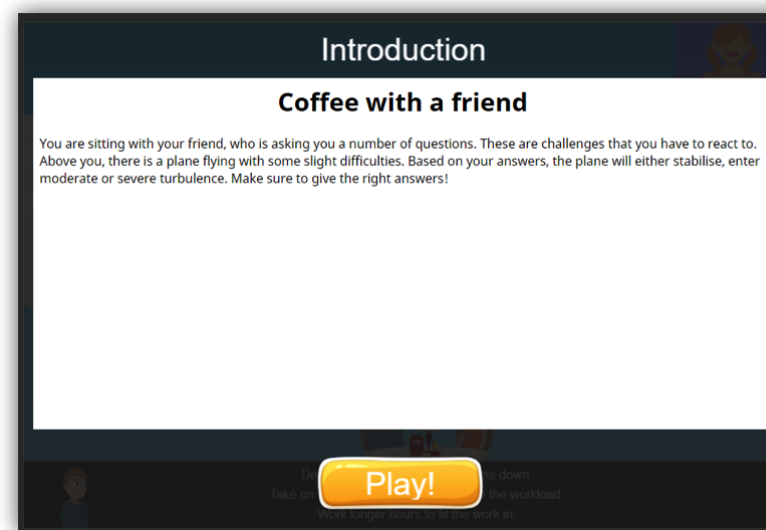 Introduction
Coffee with a friend
You are sitting with your friend, who is asking you a number of questions. These are challenges that you have to react to.
Above you, there is a plane flying with some slight difficulties. Based on your answers, the plane will either stabilise, enter
moderate or severe turbulence. Make sure to give the right answers!
Play!
s down
Take on
the workload.
Work longer hours to fit the work in.